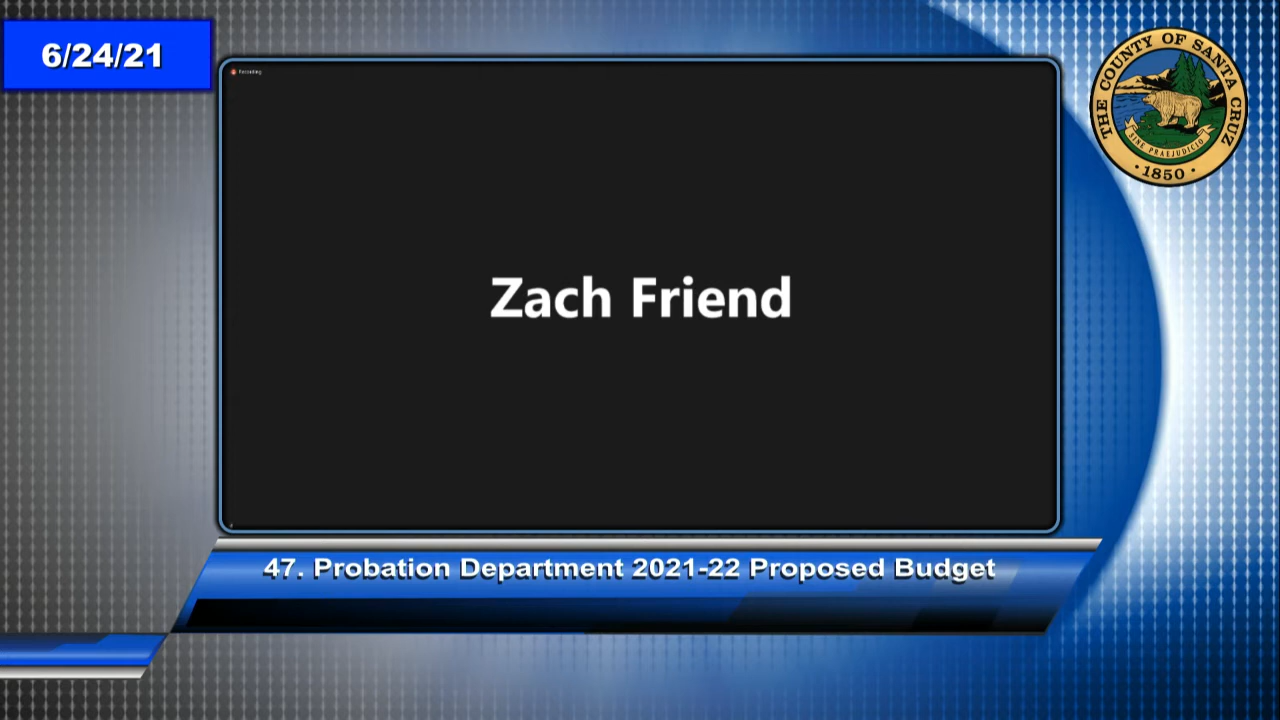 6/24/21
Recording
THE COUNTY OF SANTA CRUZ
SINE PRAEJUDICIO
• 1850 •
Zach Friend
47. Probation Department 2021-22 Proposed Budget